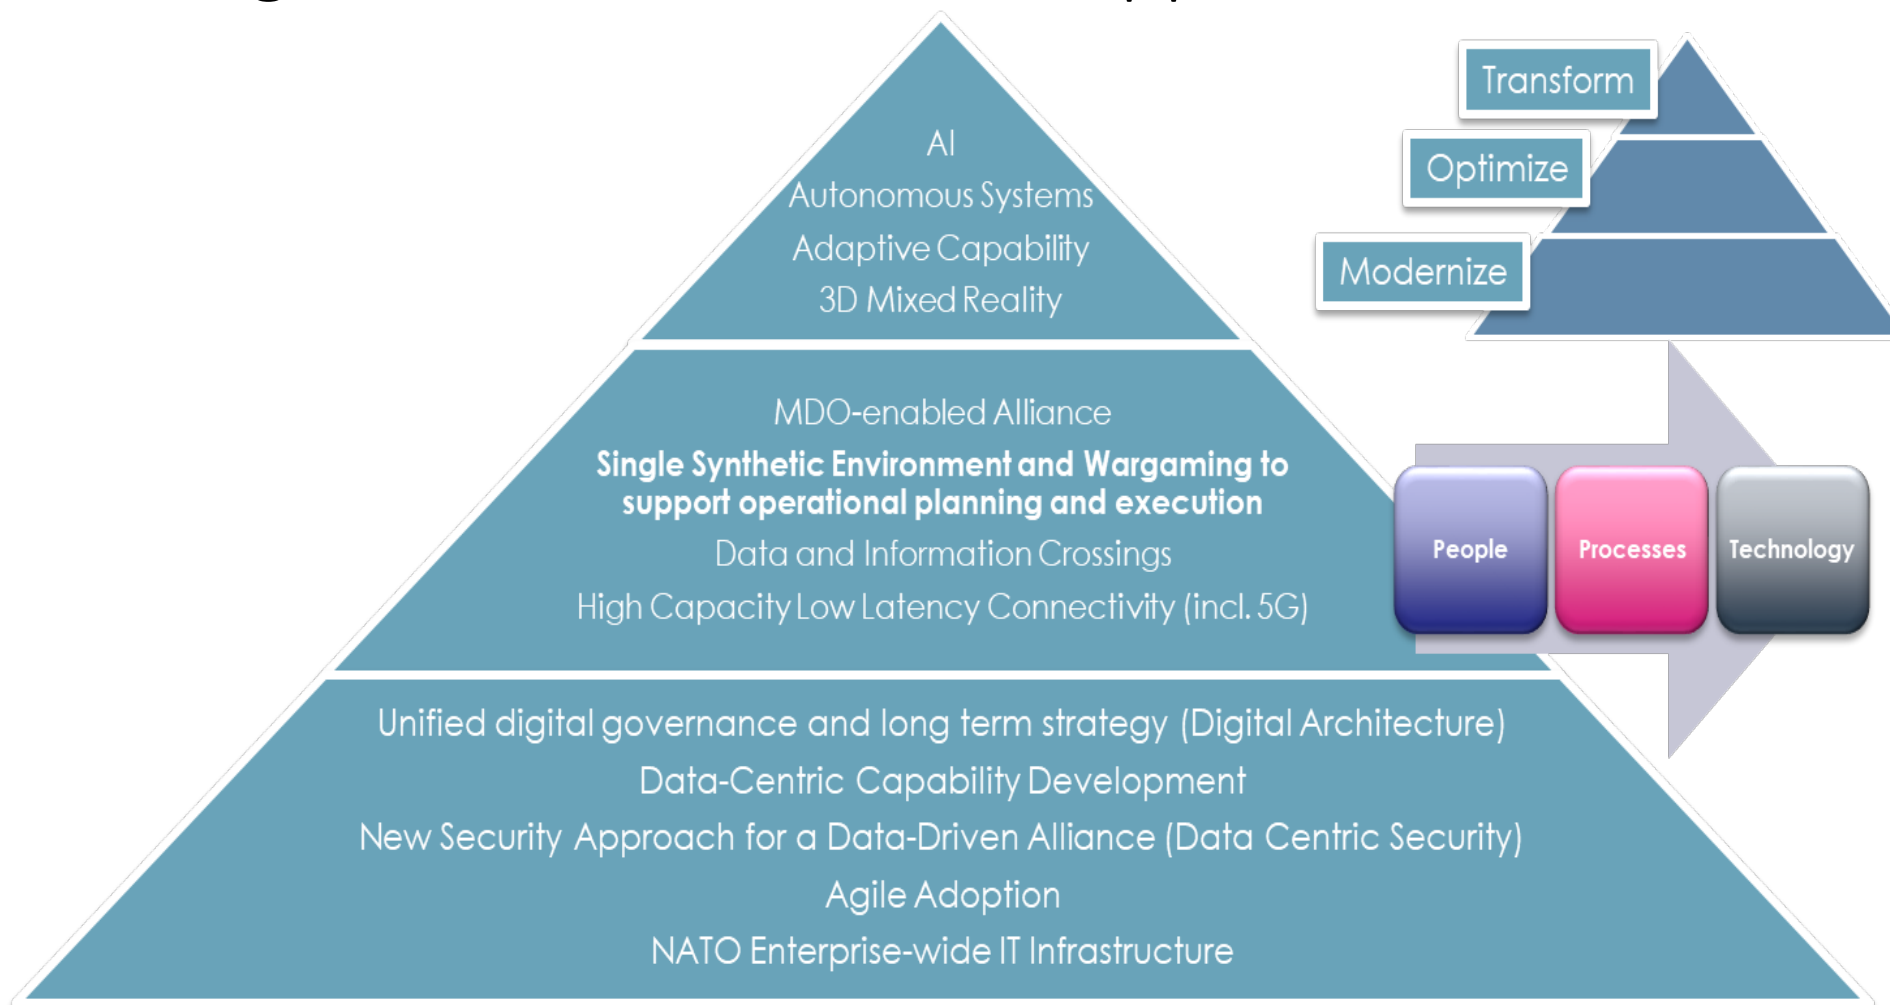 AI
Autonomous Systems
Adaptive Capability
3D Mixed Reality
MDO-enabled Alliance
Single Synthetic Environment and Wargaming to
support operational planning and execution
Data and Information Crossings
High Capacity Low Latency Connectivity (incl. 5G)
Unified digital governance and long term strategy (Digital Architecture)
Data-Centric Capability Development
New Security Approach for a Data-Driven Alliance (Data Centric Security)
Agile Adoption
NATO Enterprise-wide IT Infrastructure
Transform
Optimize
Modernize
People
Processes
Technology